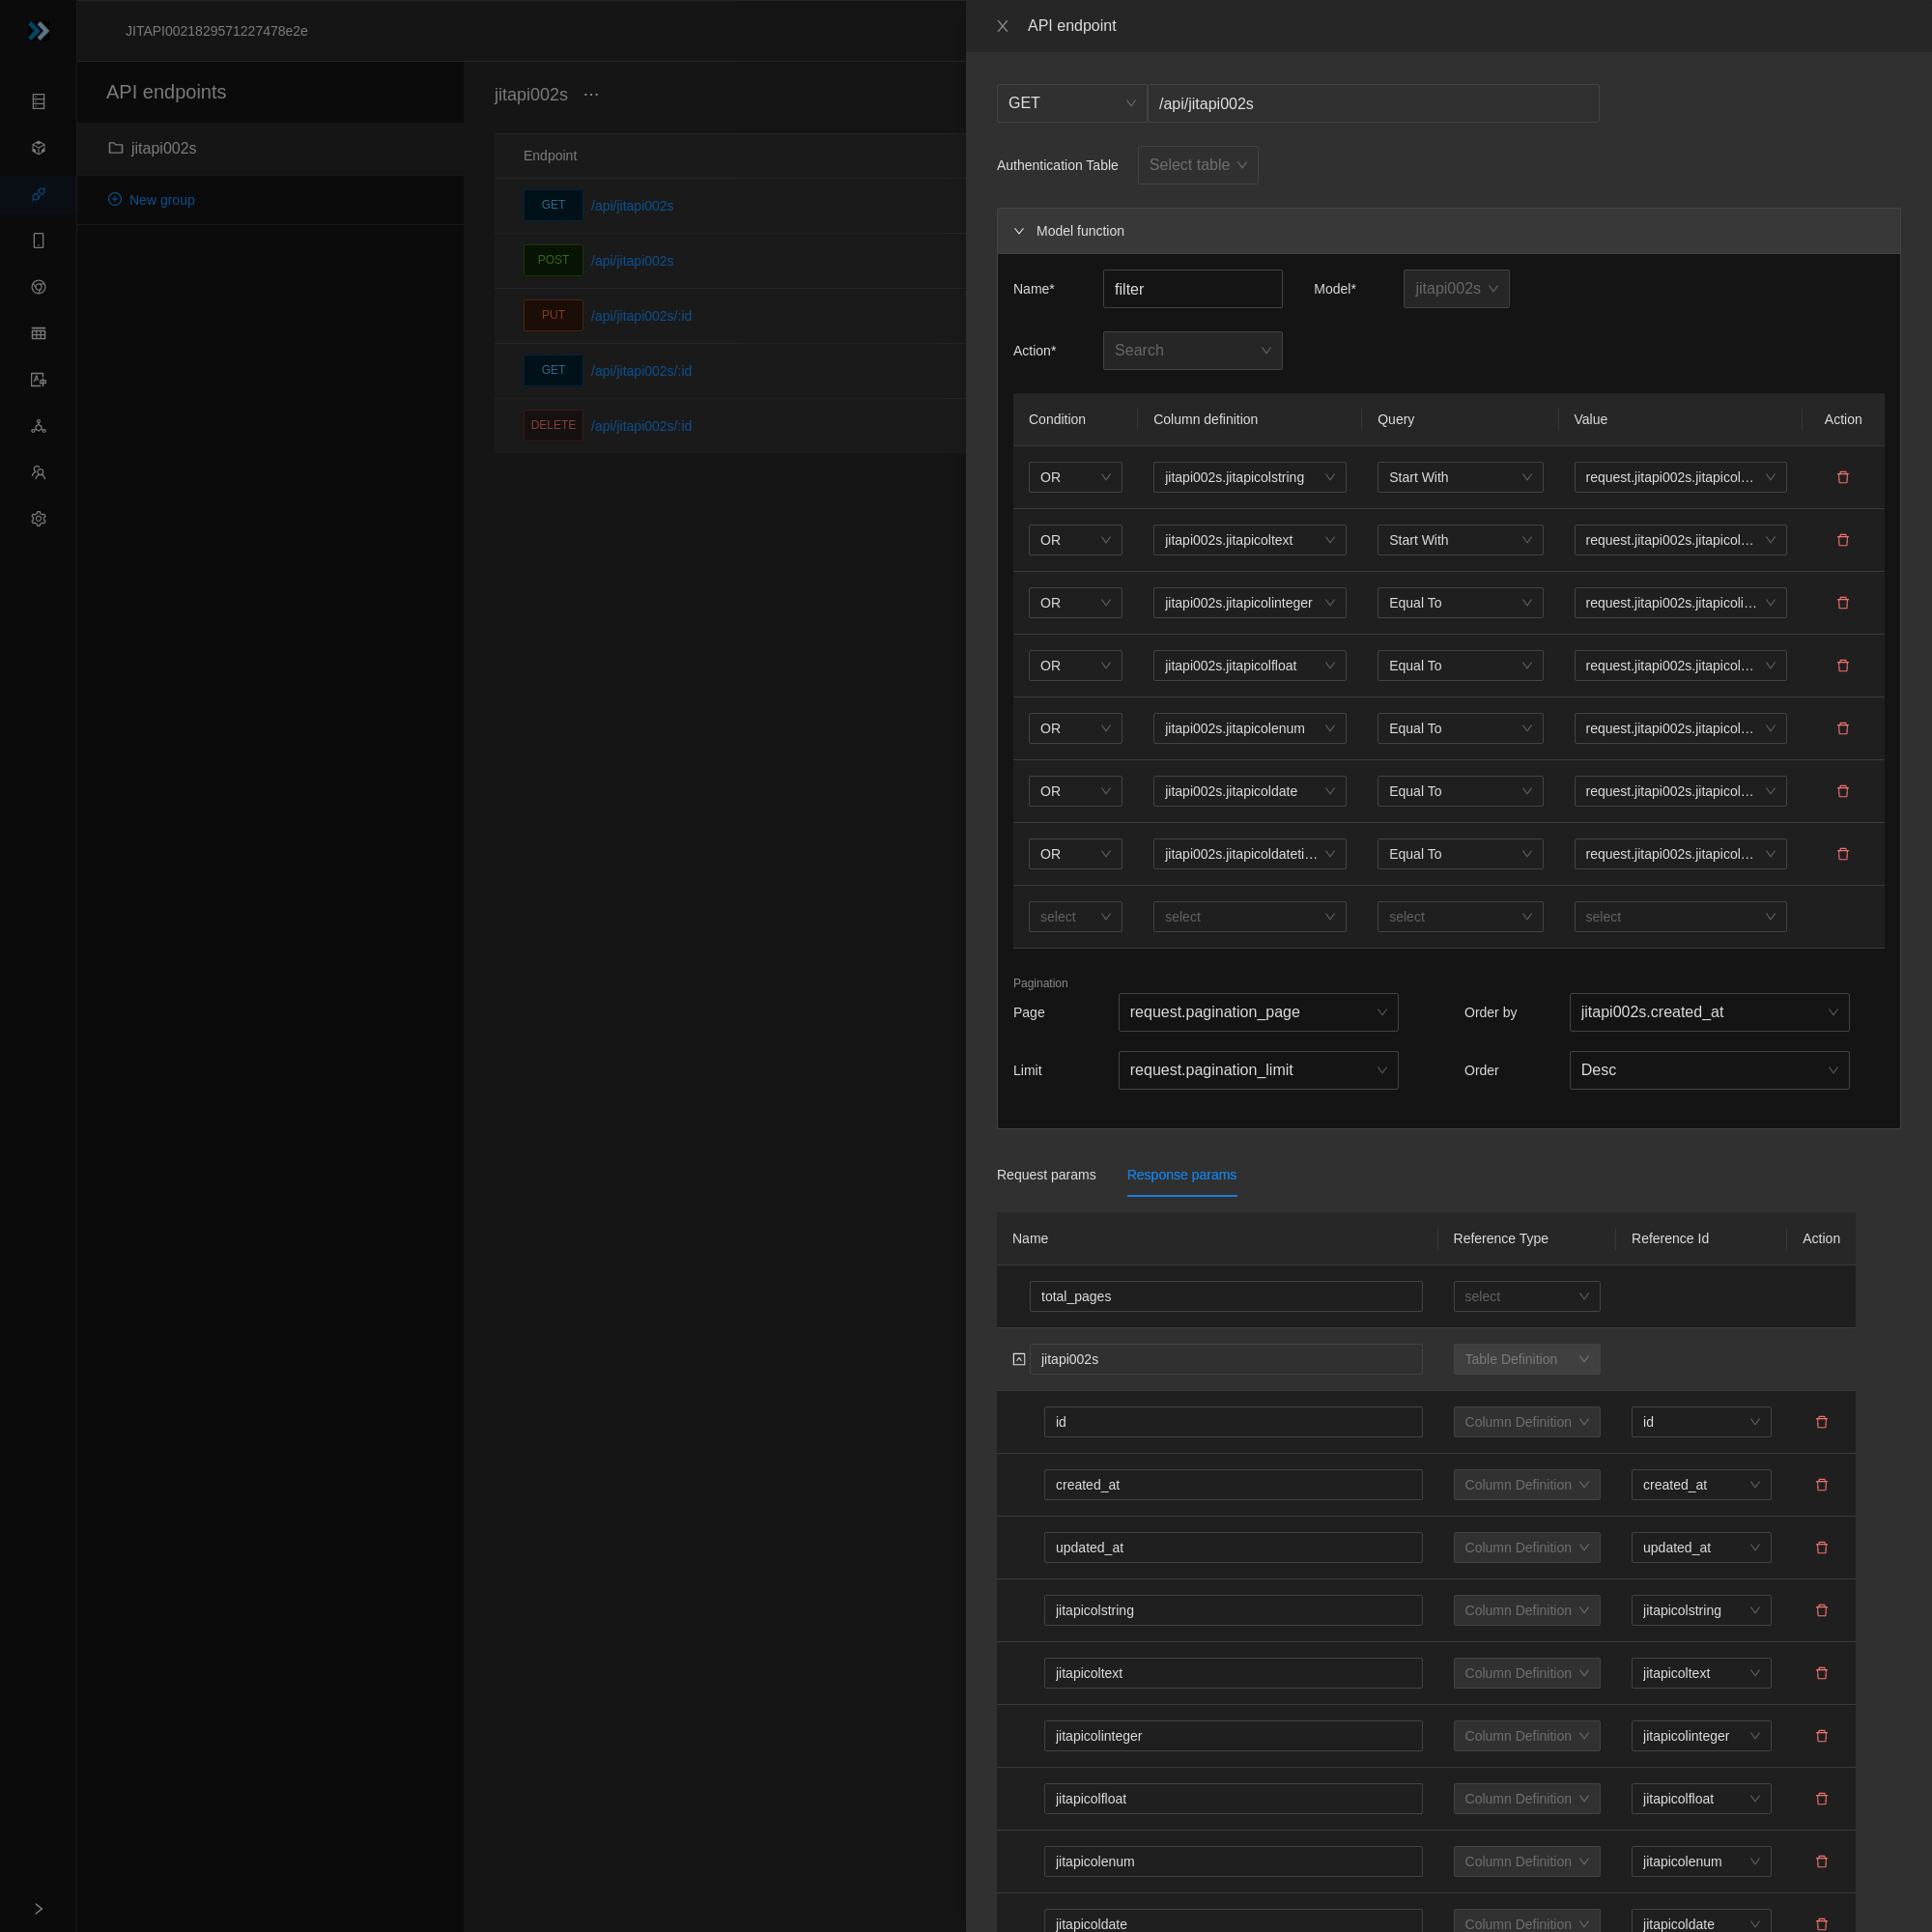 JITAPI0021829571227478e2e
API endpoints
jitapi002s
New group
jitapi002s ...
Endpoint
GET /api/jitapi002s
POST /api/jitapi002s
PUT /api/jitapi002s/:id
GET /api/jitapi002s/:id
DELETE /api/jitapi002s/:id
API endpoint
GET /api/jitapi002s
Authentication Table Select table
Model function
Name* filter Model* jitapi002s
Action* Search
Condition Column definition Query Value Action
OR jitapi002s.jitapicolstring Start With request.jitapi002s.jitapicol...
OR jitapi002s.jitapicoltext Start With request.jitapi002s.jitapicol...
OR jitapi002s.jitapicolinteger Equal To request.jitapi002s.jitapicoli...
OR jitapi002s.jitapicolfloat Equal To request.jitapi002s.jitapicol...
OR jitapi002s.jitapicolenum Equal To request.jitapi002s.jitapicol...
OR jitapi002s.jitapicoldate Equal To request.jitapi002s.jitapicol...
OR jitapi002s.jitapicoldateti... Equal To request.jitapi002s.jitapicol...
select select select select
Pagination
Page request.pagination_page Order by jitapi002s.created_at
Limit request.pagination_limit Order Desc
Request params Response params
Name Reference Type Reference Id Action
total_pages select
jitapi002s Table Definition
id Column Definition id
created_at Column Definition created_at
updated_at Column Definition updated_at
jitapicolstring Column Definition jitapicolstring
jitapicoltext Column Definition jitapicoltext
jitapicolinteger Column Definition jitapicolinteger
jitapicolfloat Column Definition jitapicolfloat
jitapicolenum Column Definition jitapicolenum
jitapicoldate Column Definition jitapicoldate